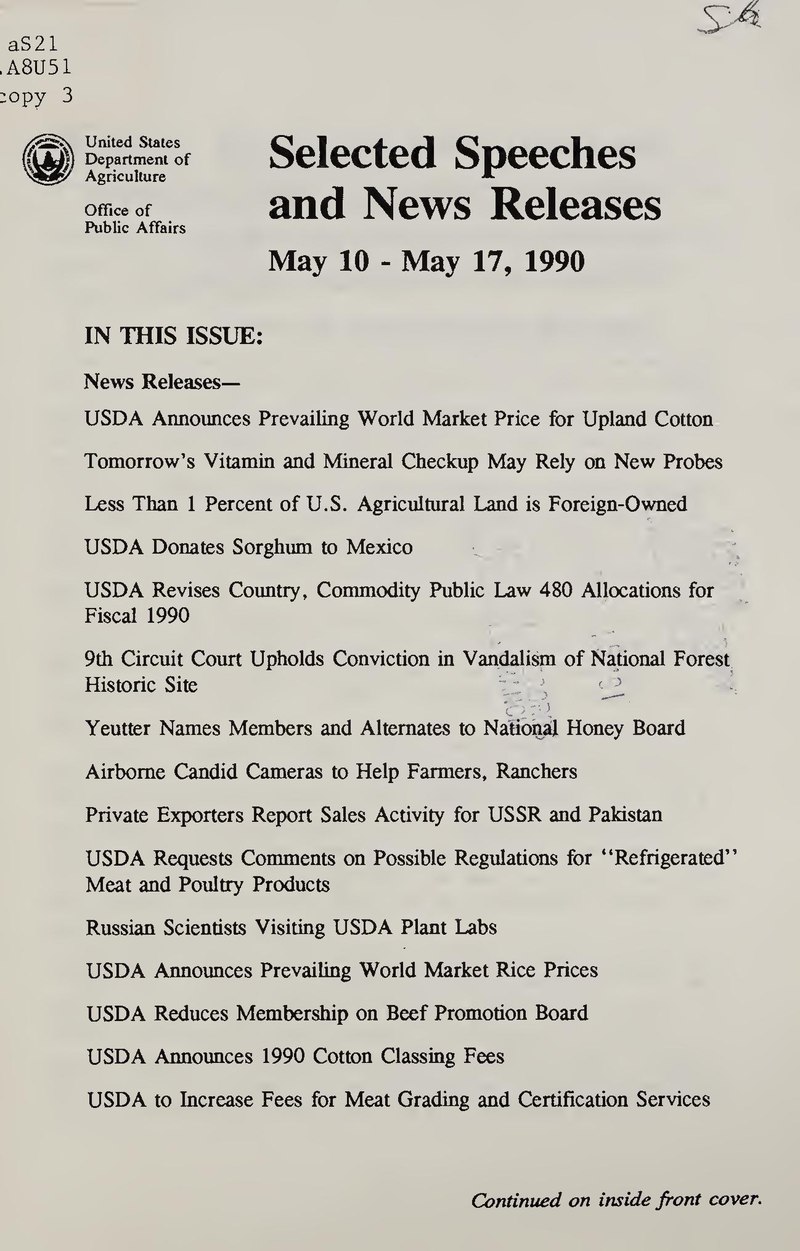 aS21
.A8U51
copy 3
United States
Department of
Agriculture
Office of
Public Affairs
Selected Speeches
and News Releases
May 10 - May 17, 1990
IN THIS ISSUE:
News Releases—
USDA Announces Prevailing World Market Price for Upland Cotton
Tomorrow's Vitamin and Mineral Checkup May Rely on New Probes
Less Than 1 Percent of U.S. Agricultural Land is Foreign-Owned
USDA Donates Sorghum to Mexico
USDA Revises Country, Commodity Public Law 480 Allocations for
Fiscal 1990
9th Circuit Court Upholds Conviction in Vandalism of National Forest
Historic Site
Yeutter Names Members and Alternates to National Honey Board
Airborne Candid Cameras to Help Farmers, Ranchers
Private Exporters Report Sales Activity for USSR and Pakistan
USDA Requests Comments on Possible Regulations for ‘‘Refrigerated’’
Meat and Poultry Products
Russian Scientists Visiting USDA Plant Labs
USDA Announces Prevailing World Market Rice Prices
USDA Reduces Membership on Beef Promotion Board
USDA Announces 1990 Cotton Classing Fees
USDA to Increase Fees for Meat Grading and Certification Services
Continued on inside front cover.